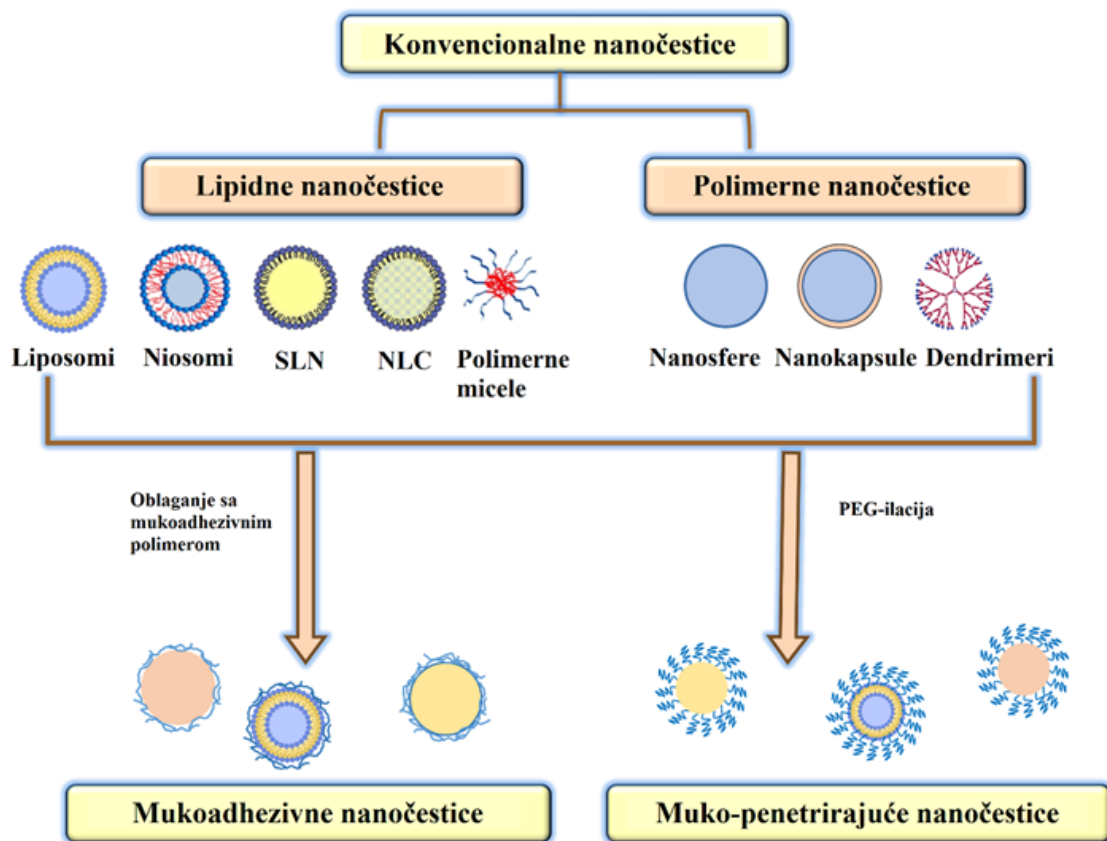 Konvencionalne nanočestice
Lipidne nanočestice
Polimerne nanočestice
Liposomi
Niosomi
SLN
NLC
Polimerne
micele
Nanosfere
Nanokapsule
Dendrimeri
Oblaganje sa
mukoadhezivnim
polimerom
PEG-ilacija
Mukoadhezivne nanočestice
Muko-penetrirajuće nanočestice